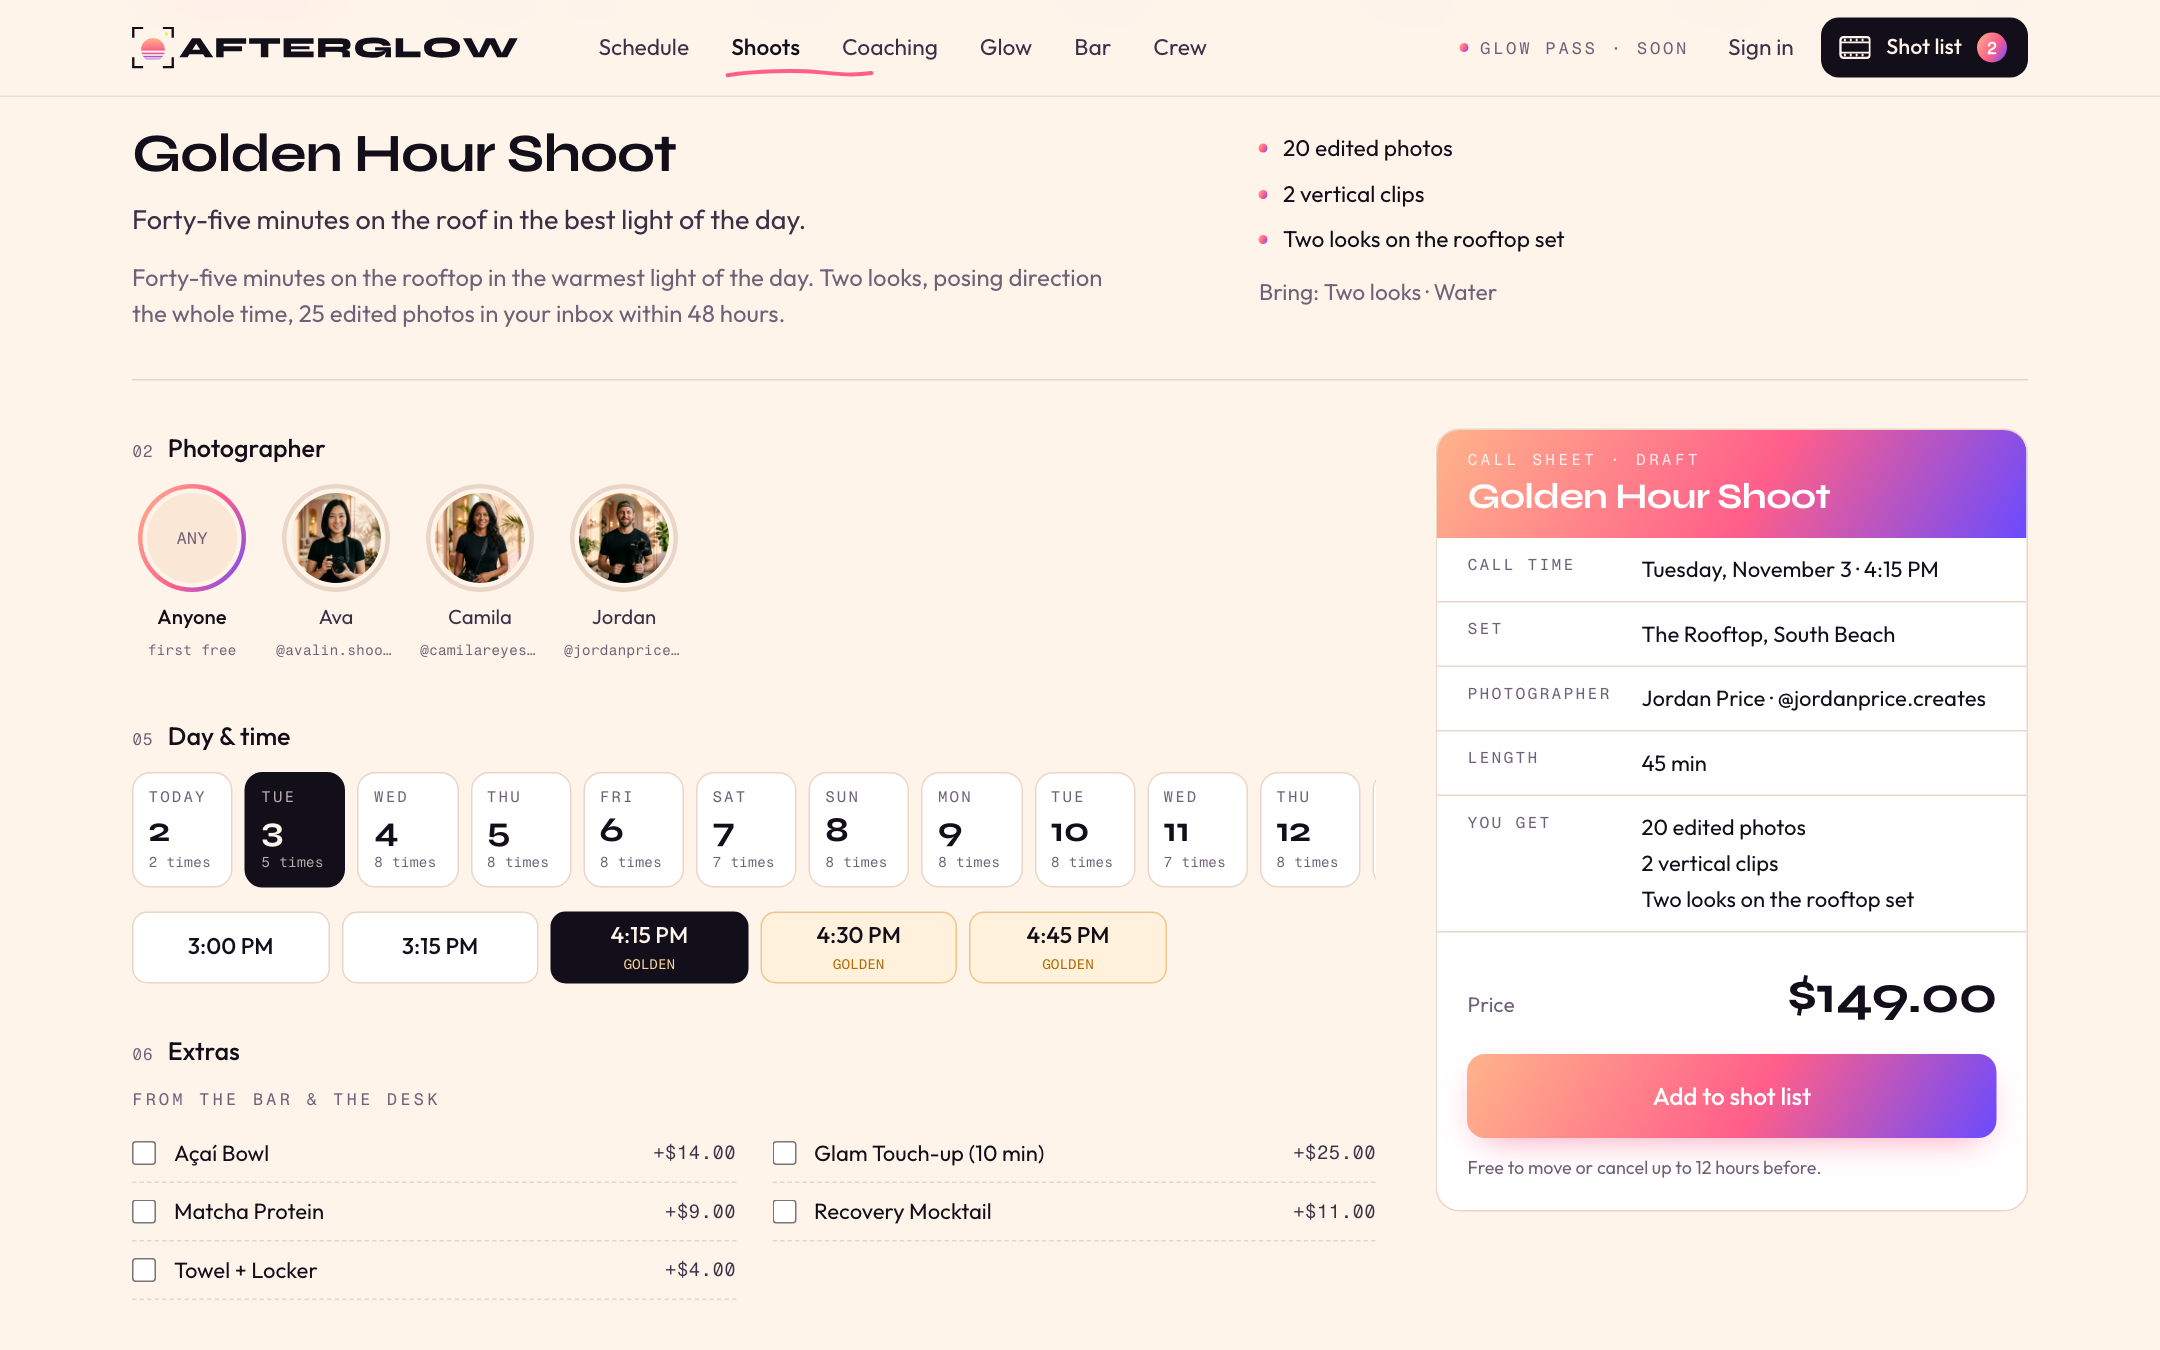 AFTERGLOW
Schedule
Shoots
Coaching
Glow
Bar
Crew
GLOW PASS · SOON
Sign in
Shot list 2
Golden Hour Shoot
Forty-five minutes on the roof in the best light of the day.
Forty-five minutes on the rooftop in the warmest light of the day. Two looks, posing direction
the whole time, 25 edited photos in your inbox within 48 hours.
20 edited photos
2 vertical clips
Two looks on the rooftop set
Bring: Two looks · Water
02 Photographer
ANY
Anyone
first free
Ava
@avalin.shoo…
Camila
@camilareyes…
Jordan
@jordanprice…
05 Day & time
TODAY
2
2 times
TUE
3
5 times
WED
4
8 times
THU
5
8 times
FRI
6
8 times
SAT
7
7 times
SUN
8
8 times
MON
9
8 times
TUE
10
8 times
WED
11
7 times
THU
12
8 times
3:00 PM
3:15 PM
4:15 PM
GOLDEN
4:30 PM
GOLDEN
4:45 PM
GOLDEN
06 Extras
FROM THE BAR & THE DESK
Açaí Bowl +$14.00
Matcha Protein +$9.00
Towel + Locker +$4.00
Glam Touch-up (10 min) +$25.00
Recovery Mocktail +$11.00
CALL SHEET · DRAFT
Golden Hour Shoot
CALL TIME Tuesday, November 3 · 4:15 PM
SET The Rooftop, South Beach
PHOTOGRAPHER Jordan Price · @jordanprice.creates
LENGTH 45 min
YOU GET 20 edited photos
2 vertical clips
Two looks on the rooftop set
Price $149.00
Add to shot list
Free to move or cancel up to 12 hours before.